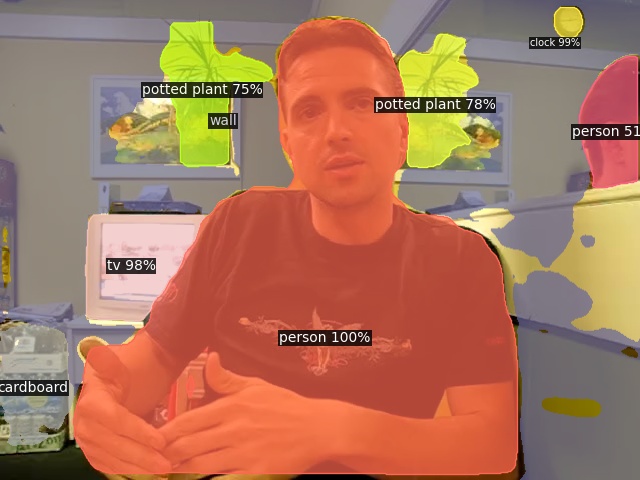 clock 99%
potted plant 75%
potted plant 78%
wall
person 51
tv 98%
person 100%
cardboard